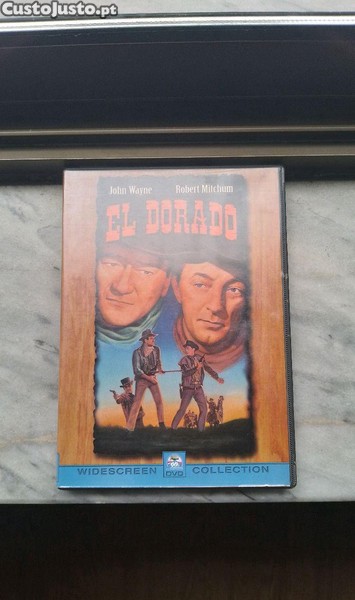 CustoJusto.pt
John Wayne Robert Mitchum
EL DORADO
WIDESCREEN DVD COLLECTION